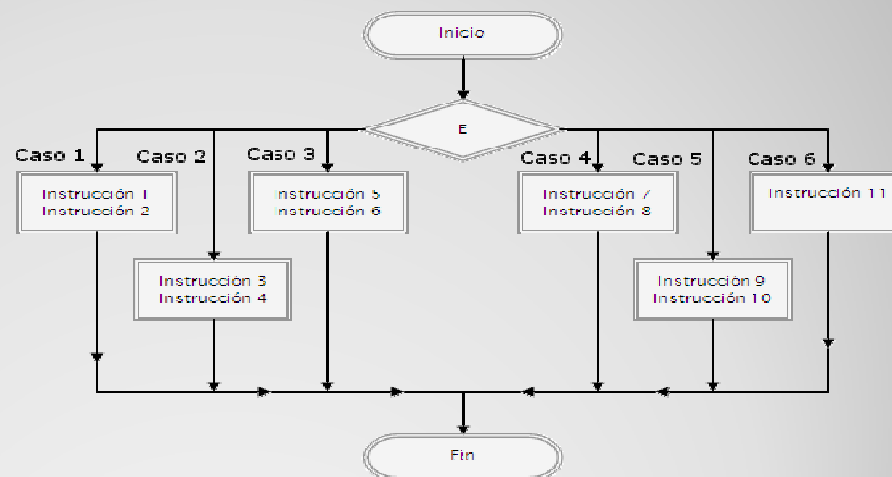 Inicio
E
Caso 1
Caso 2
Caso 3
Caso 4
Caso 5
Caso 6
Instrucción 1
Instrucción 2
Instrucción 5
Instrucción 6
Instrucción 7
Instrucción 8
Instrucción 11
Instrucción 3
Instrucción 4
Instrucción 9
Instrucción 10
Fin